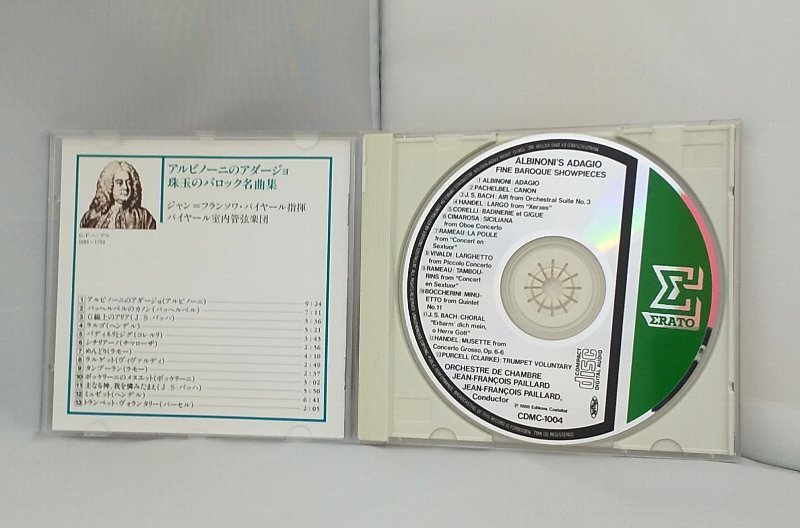 アルビノーニのアダージョ
珠玉のバロック名曲集
ジャン=フランソワ・パイヤール指揮
パイヤール室内管弦楽団
G.F.ヘンデル
1685-1759
1 アルビノーニのアダージョ(アルビノーニ) 9:24
2 パッヘルベルのカノン(パッヘルベル) 7:11
3 G線上のアリア(J.S.バッハ) 5:36
4 ラルゴ(ヘンデル) 5:21
5 バディネリとジグ(コレルリ) 3:43
6 シチリアーノ(チマローザ) 3:53
7 めんどり(ラモー) 4:10
8 ラルゲット(ヴィヴァルディ) 4:49
9 タンブーラン(ラモー) 2:56
10 ボッケリーニのメヌエット(ボッケリーニ) 3:02
11 主なる神,我を憐みたまえ(J.S.バッハ) 5:50
12 ミュゼット(ヘンデル) 6:41
13 トランペット・ヴォランタリー(パーセル) 2:05
ALBINONI'S ADAGIO
FINE BAROQUE SHOWPIECES
1 ALBINONI: ADAGIO
2 PACHELBEL: CANON
3 J.S. BACH: AIR from Orchestral Suite No.3
4 HANDEL: LARGO from "Xerxes"
5 CORELLI: BADINERIE et GIGUE
6 CIMAROSA: SICILIANA
from Oboe Concerto
7 RAMEAU: LA POULE
from "Concert en
Sextuor"
8 VIVALDI: LARGHETTO
from Piccolo Concerto
9 RAMEAU: TAMBOU-
RINS from "Concert
en Sextuor"
10 BOCCHERINI: MINU-
ETTO from Quintet
No.11
11 J.S. BACH: CHORAL
"Erbarm' dich mein,
o Herre Gott"
12 HANDEL: MUSETTE from
Concerto Grosso, Op.6-6
13 PURCELL (CLARKE): TRUMPET VOLUNTARY
ORCHESTRE DE CHAMBRE
JEAN-FRANÇOIS PAILLARD
JEAN-FRANÇOIS PAILLARD,
Conductor
℗ 1988 Editions Costallat
CDMC-1004
COMPACT
disc
DIGITAL AUDIO
ERATO